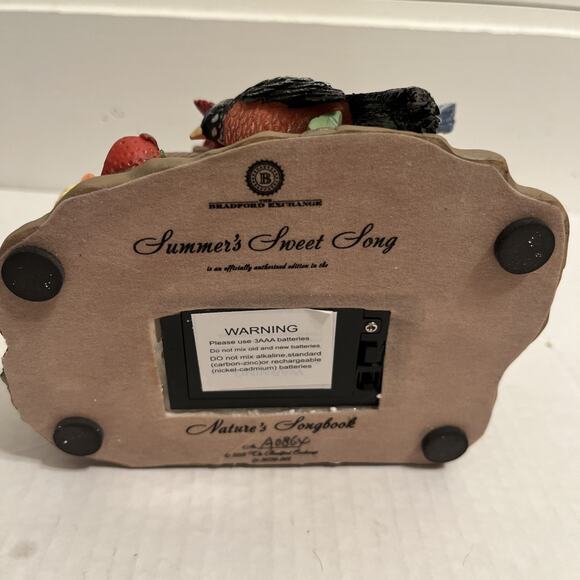 B
THE
BRADFORD EXCHANGE
Summer's Sweet Song
is an officially authorized edition in the
WARNING
Please use 3AAA batteries
Do not mix old and new batteries
DO not mix alkaline,standard
(carbon-zinc)or rechargeable
(nickel-cadmium) batteries
Nature's Songbook
No. A0864
The Bradford Exchange